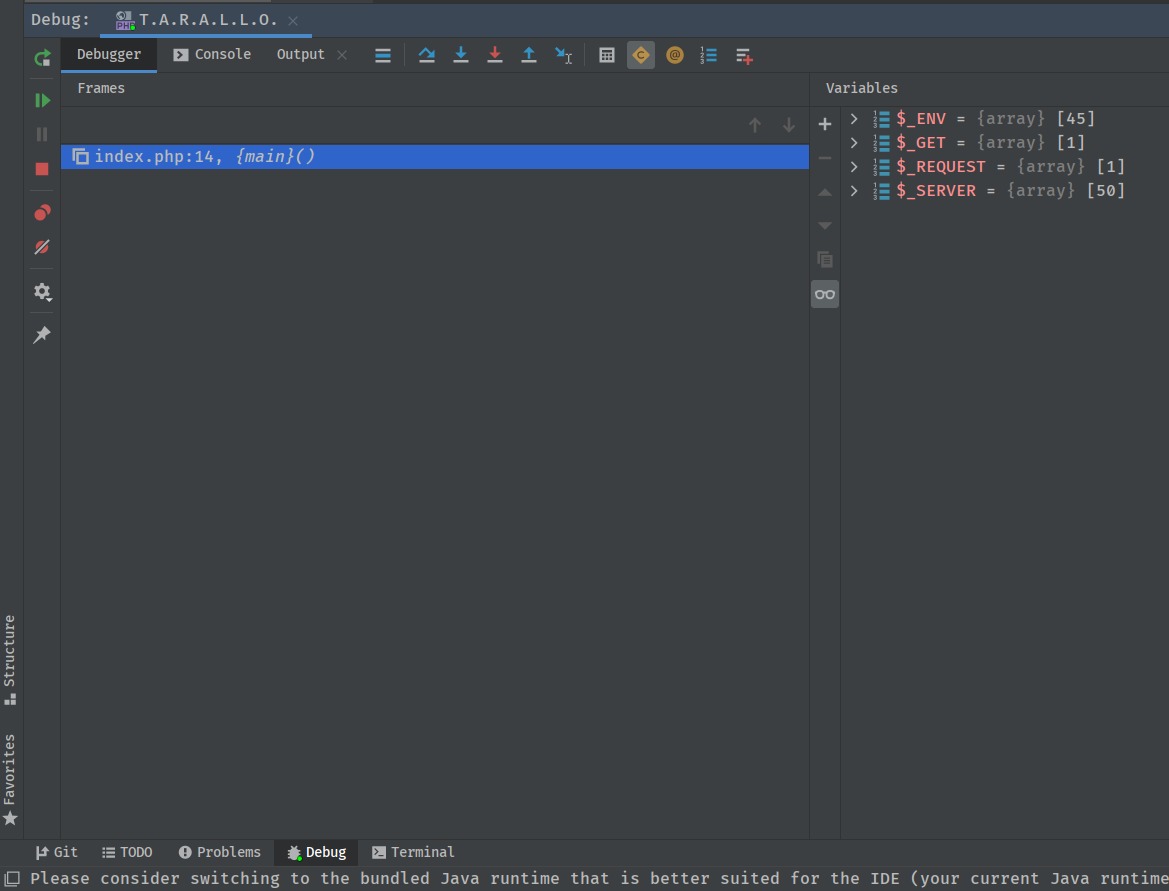 Debug: T.A.R.A.L.L.O.
Debugger Console Output
Frames
Variables
index.php:14, {main}()
$_ENV = {array} [45]
$_GET = {array} [1]
$_REQUEST = {array} [1]
$_SERVER = {array} [50]
Structure
Favorites
Git TODO Problems Debug Terminal
Please consider switching to the bundled Java runtime that is better suited for the IDE (your current Java runtime